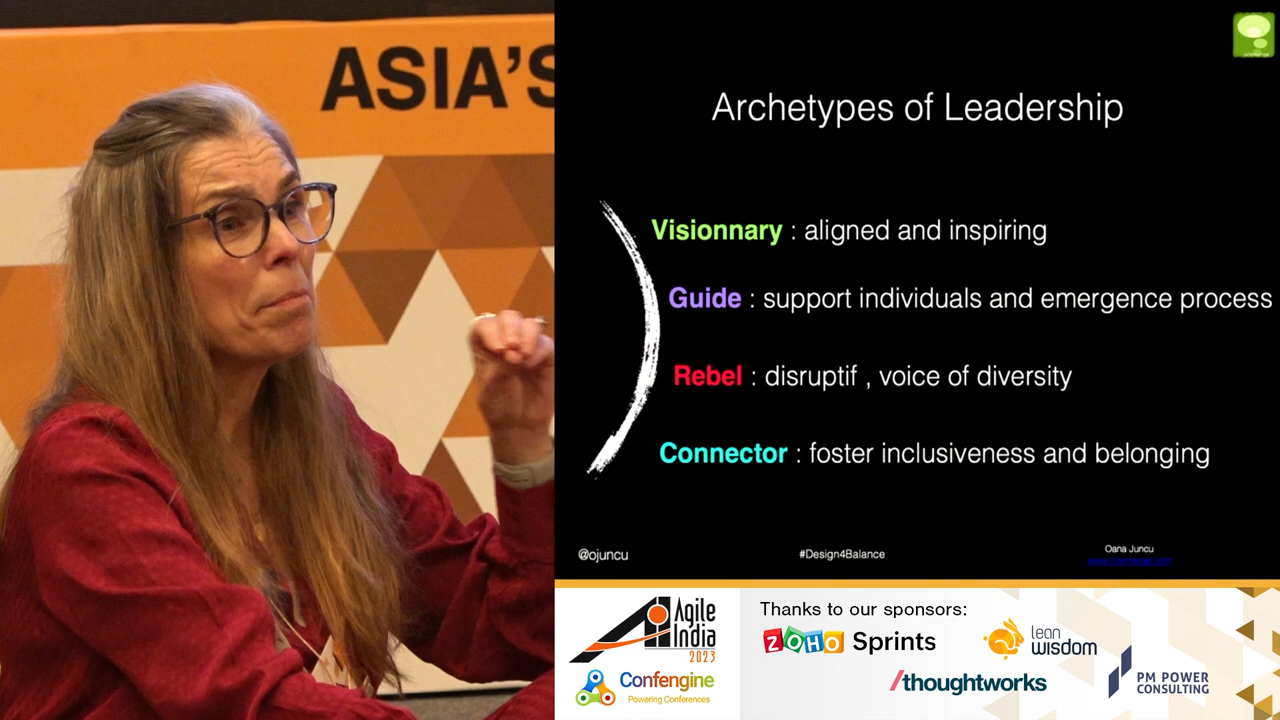 ASIA'S
Archetypes of Leadership
Visionnary : aligned and inspiring
Guide : support individuals and emergence process
Rebel : disruptif , voice of diversity
Connector : foster inclusiveness and belonging
@ojuncu
#Design4Balance
Oana Juncu
Agile
India
2023
Confengine
Powering Conferences
Thanks to our sponsors:
ZOHO Sprints
lean
wisdom
/thoughtworks
PM POWER
CONSULTING